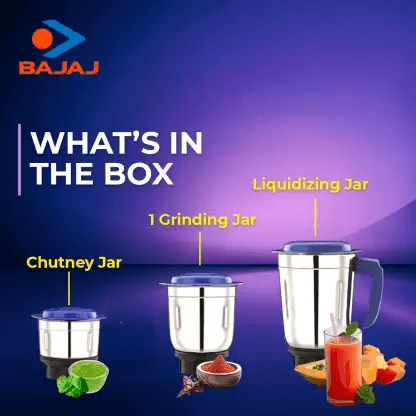 BAJAJ
WHAT'S IN
THE BOX
Liquidizing Jar
1 Grinding Jar
Chutney Jar